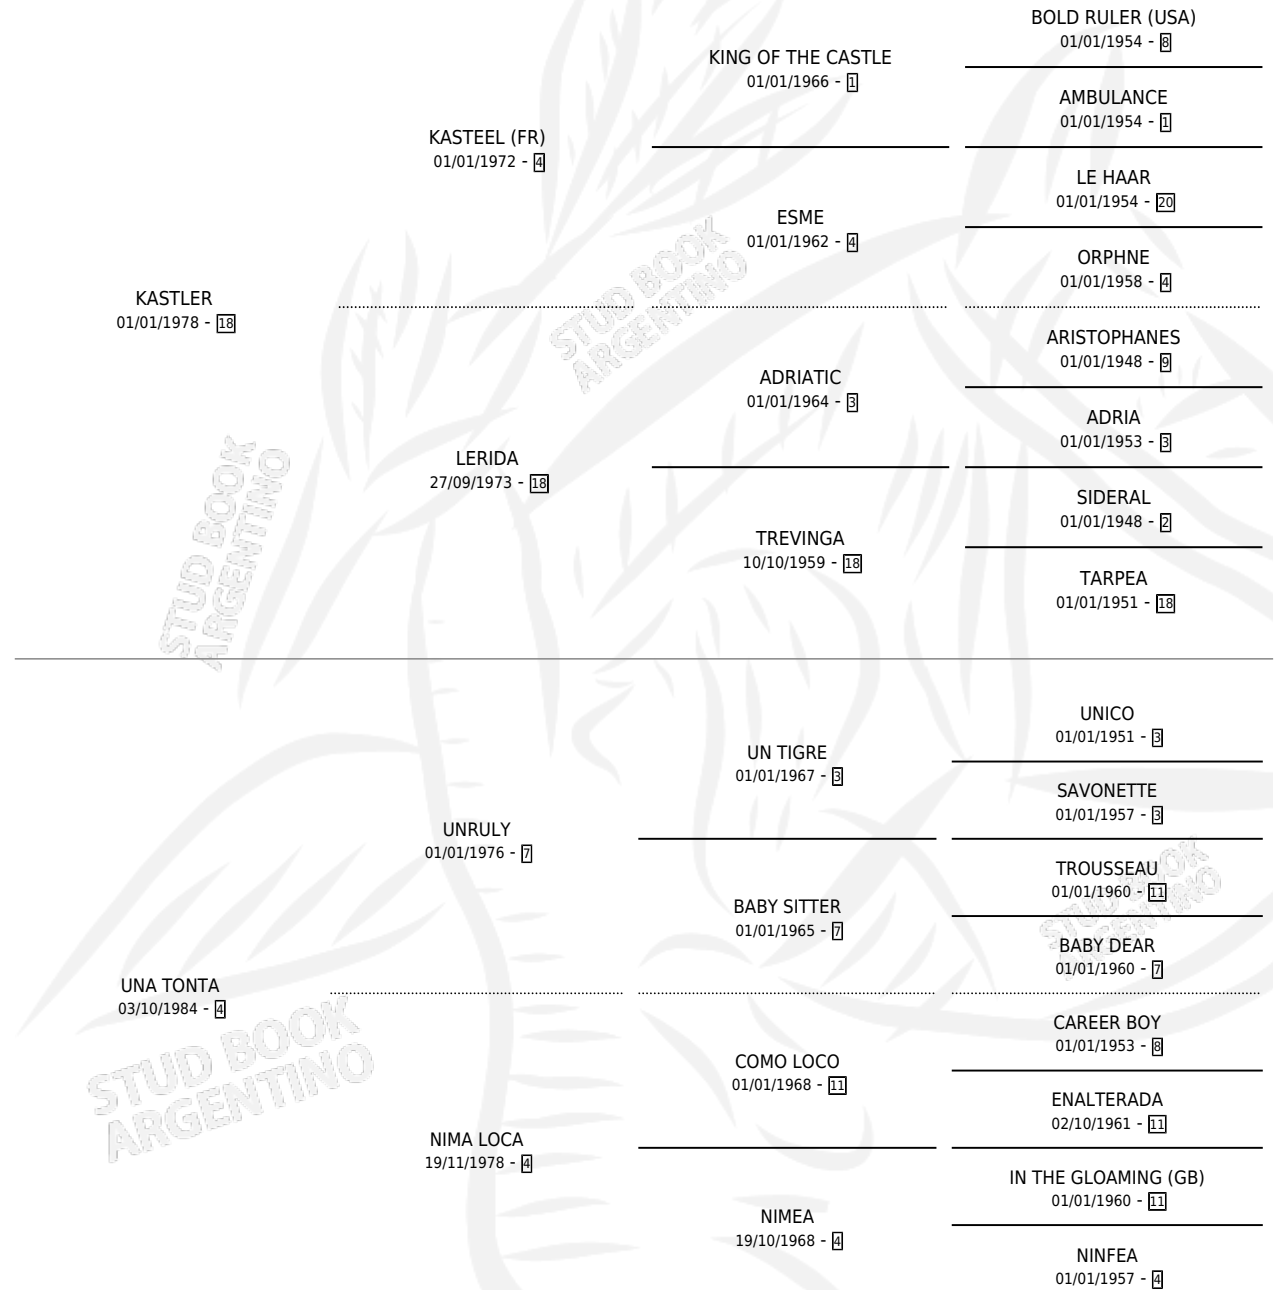 BOLD RULER (USA)
01/01/1954 - 8
KING OF THE CASTLE
01/01/1966 - 1
AMBULANCE
01/01/1954 - 1
KASTEEL (FR)
01/01/1972 - 4
LE HAAR
01/01/1954 - 20
ESME
01/01/1962 - 4
ORPHNE
01/01/1958 - 4
KASTLER
01/01/1978 - 18
STUD BOOK
ARGENTINO
ARISTOPHANES
01/01/1948 - 9
ADRIATIC
01/01/1964 - 3
ADRIA
01/01/1953 - 3
LERIDA
27/09/1973 - 18
SIDERAL
01/01/1948 - 2
TREVINGA
10/10/1959 - 18
TARPEA
01/01/1951 - 18
STUD BOOK
ARGENTINO
UNICO
01/01/1951 - 3
UN TIGRE
01/01/1967 - 3
SAVONETTE
01/01/1957 - 3
UNRULY
01/01/1976 - 7
TROUSSEAU
01/01/1960 - 11
BABY SITTER
01/01/1965 - 7
STUD BOOK
ARGENTINO
BABY DEAR
01/01/1960 - 7
UNA TONTA
03/10/1984 - 4
CAREER BOY
01/01/1953 - 8
COMO LOCO
01/01/1968 - 11
ENALTERADA
02/10/1961 - 11
STUD BOOK
ARGENTINO
NIMA LOCA
19/11/1978 - 4
IN THE GLOAMING (GB)
01/01/1960 - 11
NIMEA
19/10/1968 - 4
NINFEA
01/01/1957 - 4